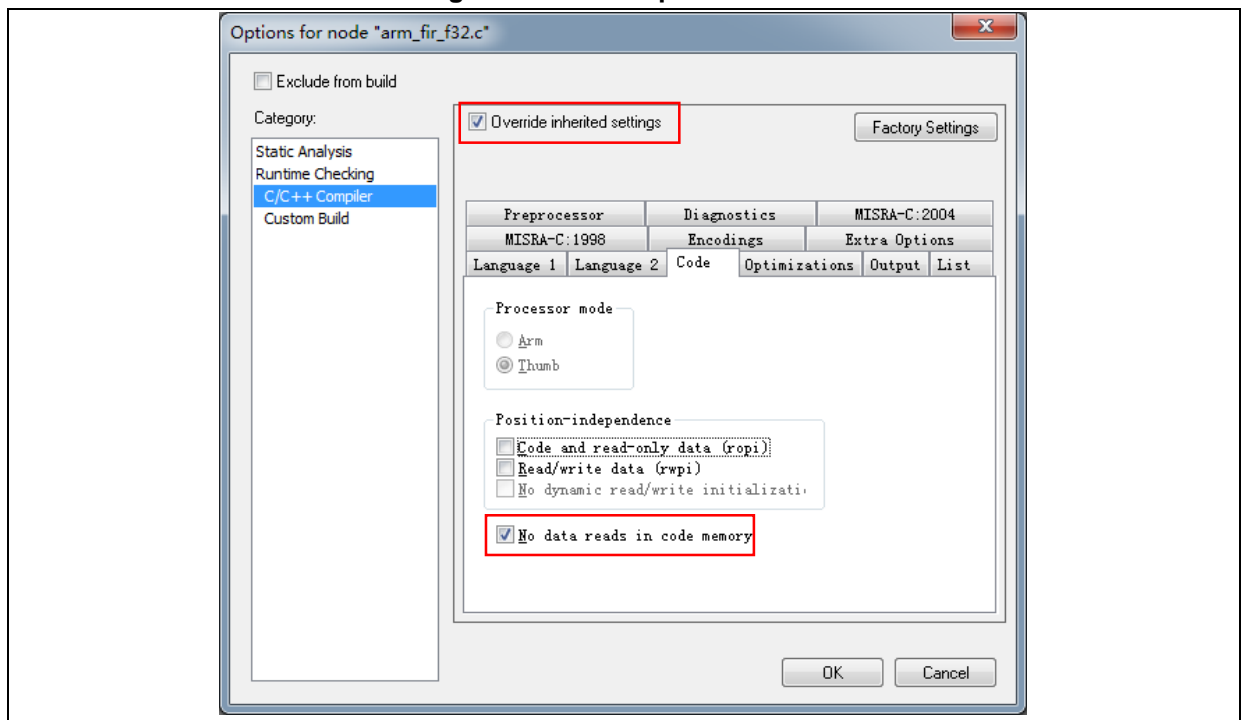 Options for node "arm_fir_f32.c"
Exclude from build
Category:
Static Analysis
Runtime Checking
C/C++ Compiler
Custom Build
Override inherited settings
Factory Settings
Preprocessor Diagnostics MISRA-C:2004
MISRA-C:1998 Encodings Extra Options
Language 1 Language 2 Code Optimizations Output List
Processor mode
Arm
Thumb
Position-independence
Code and read-only data (ropi)
Read/write data (rwpi)
No dynamic read/write initializati
No data reads in code memory
OK Cancel